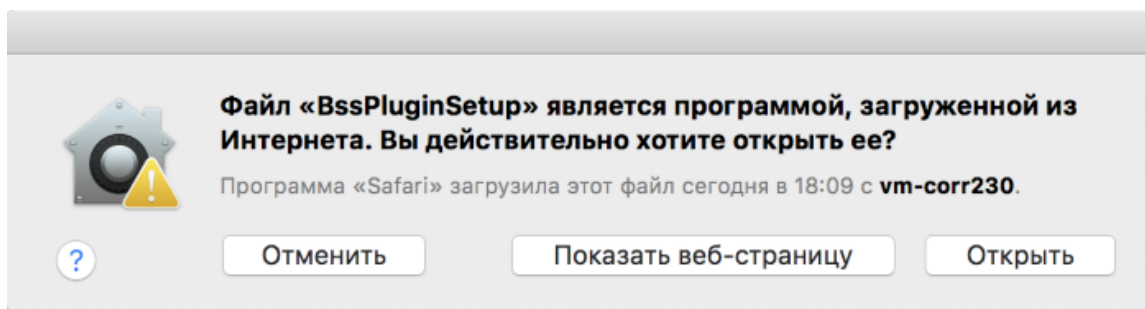 Файл «BssPluginSetup» является программой, загруженной из
Интернета. Вы действительно хотите открыть ее?
Программа «Safari» загрузила этот файл сегодня в 18:09 с vm-corr230.
? Отменить Показать веб-страницу Открыть